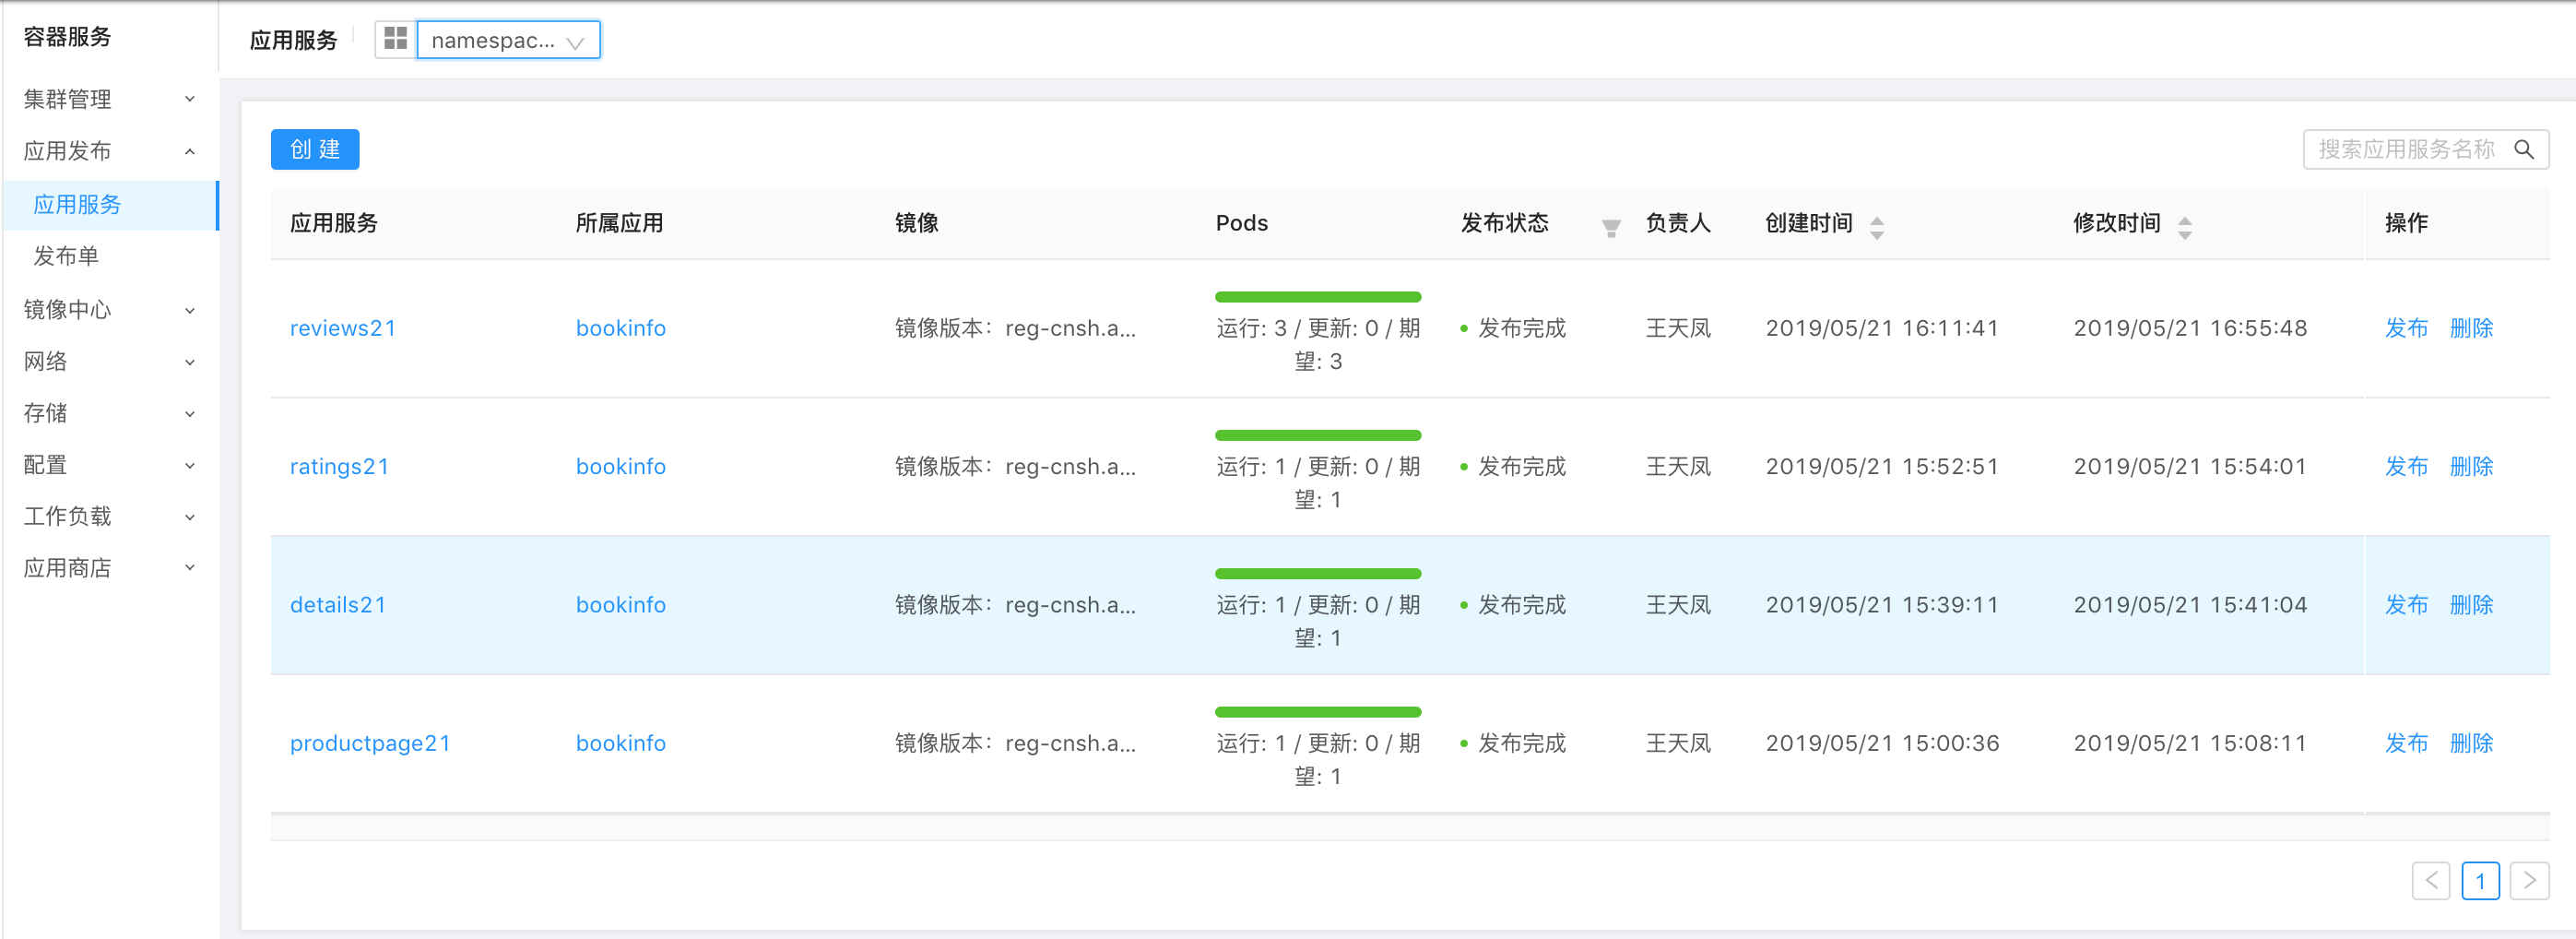 容器服务
集群管理
应用发布
应用服务
发布单
镜像中心
网络
存储
配置
工作负载
应用商店
应用服务 namespac...
创 建
搜索应用服务名称
应用服务 所属应用 镜像 Pods 发布状态 负责人 创建时间 修改时间 操作
reviews21 bookinfo 镜像版本：reg-cnsh.a... 运行: 3 / 更新: 0 / 期 发布完成 王天凤 2019/05/21 16:11:41 2019/05/21 16:55:48 发布 删除
望: 3
ratings21 bookinfo 镜像版本：reg-cnsh.a... 运行: 1 / 更新: 0 / 期 发布完成 王天凤 2019/05/21 15:52:51 2019/05/21 15:54:01 发布 删除
望: 1
details21 bookinfo 镜像版本：reg-cnsh.a... 运行: 1 / 更新: 0 / 期 发布完成 王天凤 2019/05/21 15:39:11 2019/05/21 15:41:04 发布 删除
望: 1
productpage21 bookinfo 镜像版本：reg-cnsh.a... 运行: 1 / 更新: 0 / 期 发布完成 王天凤 2019/05/21 15:00:36 2019/05/21 15:08:11 发布 删除
望: 1
1